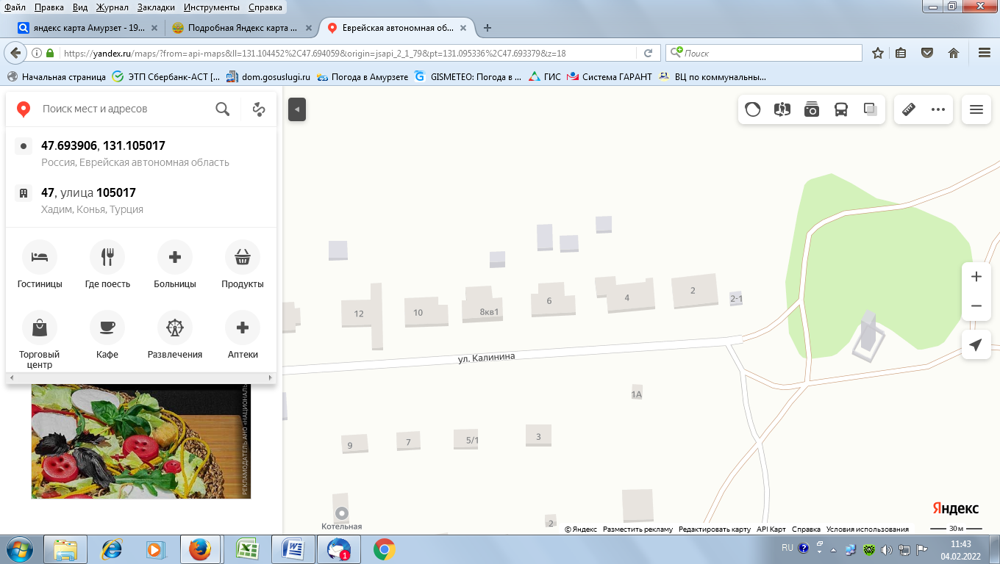 Файл Правка Вид Журнал Закладки Инструменты Справка
яндекс карта Амурзет - 19...
Подробная Яндекс карта ...
Еврейская автономная об...
https://yandex.ru/maps/?from=api-maps&ll=131.104452%2C47.694059&origin=jsapi_2_1_79&pt=131.095336%2C47.693379&z=18
Поиск
Начальная страница
ЭТП Сбербанк-АСТ [...
dom.gosuslugi.ru
Погода в Амурзете
GISMETEO: Погода в ...
ГИС
Система ГАРАНТ
ВЦ по коммунальны...
Поиск мест и адресов
47.693906, 131.105017
Россия, Еврейская автономная область
47, улица 105017
Хадим, Конья, Турция
Гостиницы
Где поесть
Больницы
Продукты
Торговый
центр
Кафе
Развлечения
Аптеки
РЕКЛАМОДАТЕЛЬ АНО «НАЦИОНАЛЬ
12
10
8кв1
6
4
2
2-1
ул. Калинина
1А
9
7
5/1
3
Котельная
2
Яндекс
© Яндекс Разместить рекламу Редактировать карту API Карт Справка Условия использования
30 м
RU
1
11:43
04.02.2022